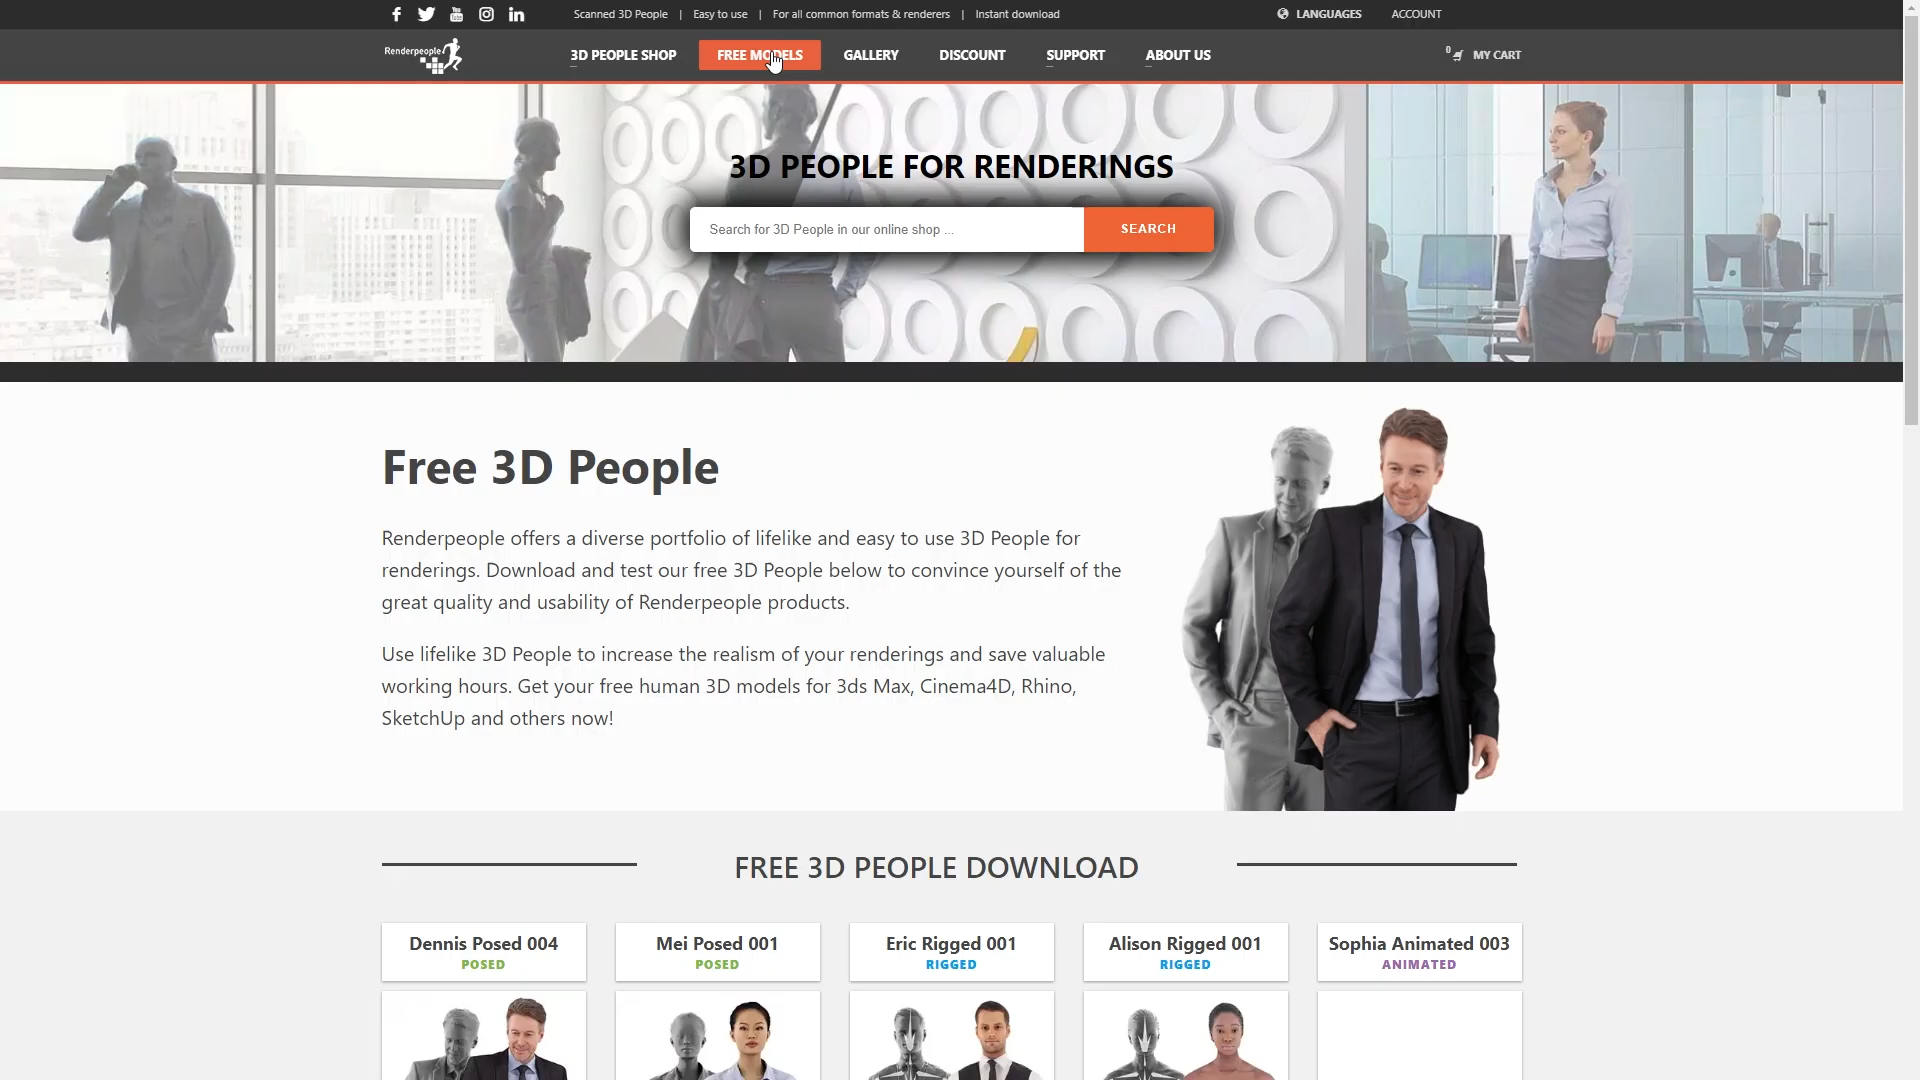 Scanned 3D People | Easy to use | For all common formats & renderers | Instant download
LANGUAGES
ACCOUNT
Renderpeople
3D PEOPLE SHOP
FREE MODELS
GALLERY
DISCOUNT
SUPPORT
ABOUT US
0
MY CART
3D PEOPLE FOR RENDERINGS
Search for 3D People in our online shop ...
SEARCH
Free 3D People
Renderpeople offers a diverse portfolio of lifelike and easy to use 3D People for
renderings. Download and test our free 3D People below to convince yourself of the
great quality and usability of Renderpeople products.
Use lifelike 3D People to increase the realism of your renderings and save valuable
working hours. Get your free human 3D models for 3ds Max, Cinema4D, Rhino,
SketchUp and others now!
FREE 3D PEOPLE DOWNLOAD
Dennis Posed 004
POSED
Mei Posed 001
POSED
Eric Rigged 001
RIGGED
Alison Rigged 001
RIGGED
Sophia Animated 003
ANIMATED